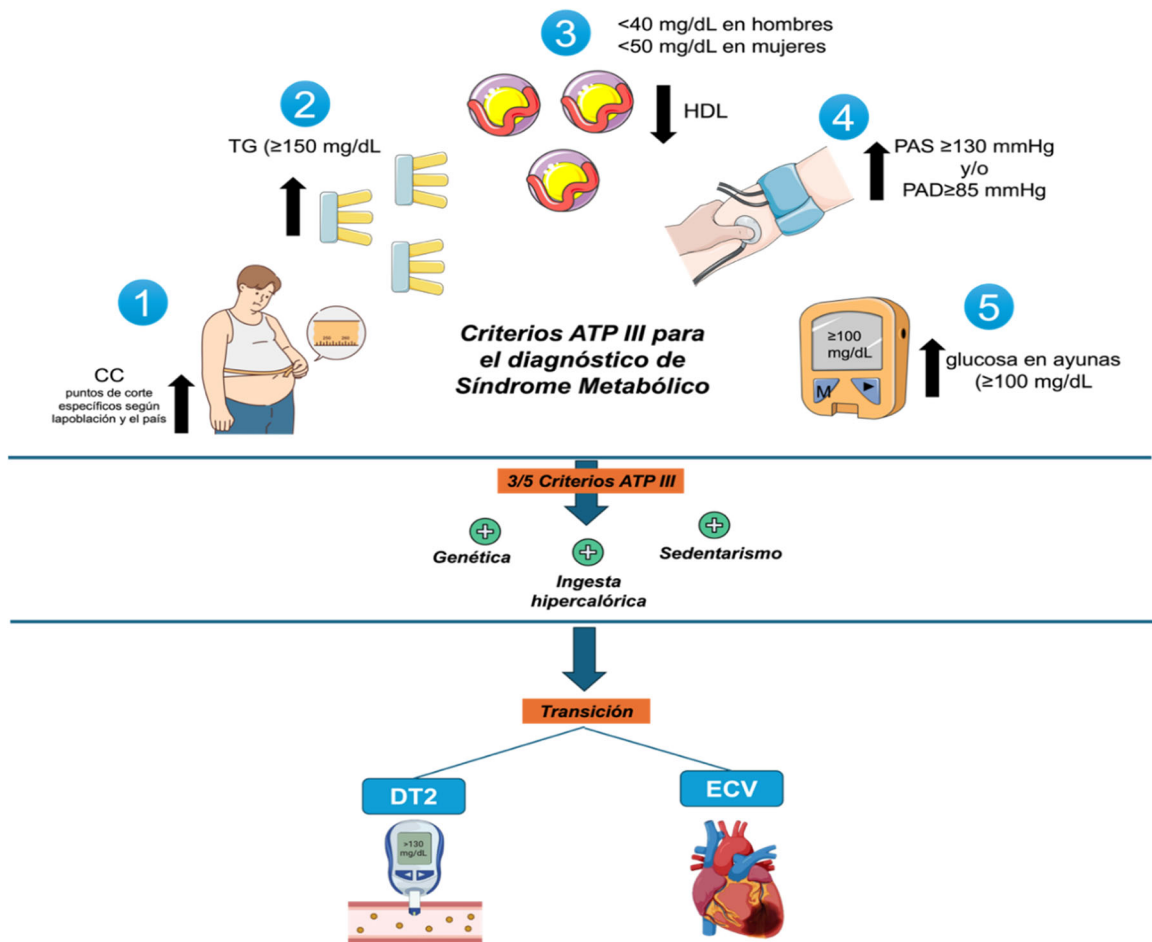 1
CC
puntos de corte
específicos según
lapoblación y el país
2
TG (≥150 mg/dL
3
<40 mg/dL en hombres
<50 mg/dL en mujeres
HDL
4
PAS ≥130 mmHg
y/o
PAD≥85 mmHg
5
≥100
mg/dL
M
glucosa en ayunas
(≥100 mg/dL
Criterios ATP III para
el diagnóstico de
Síndrome Metabólico
3/5 Criterios ATP III
Genética
Ingesta
hipercalórica
Sedentarismo
Transición
DT2
>130
mg/dL
ECV